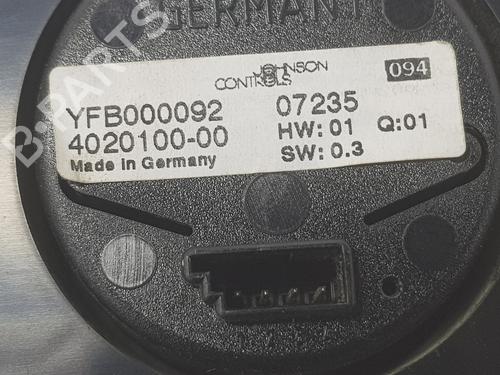 GERMANY
JOHNSON
CONTROLS
094
YFB000092 07235
4020100-00 HW: 01 Q:01
Made in Germany SW: 0.3
B-PARTS